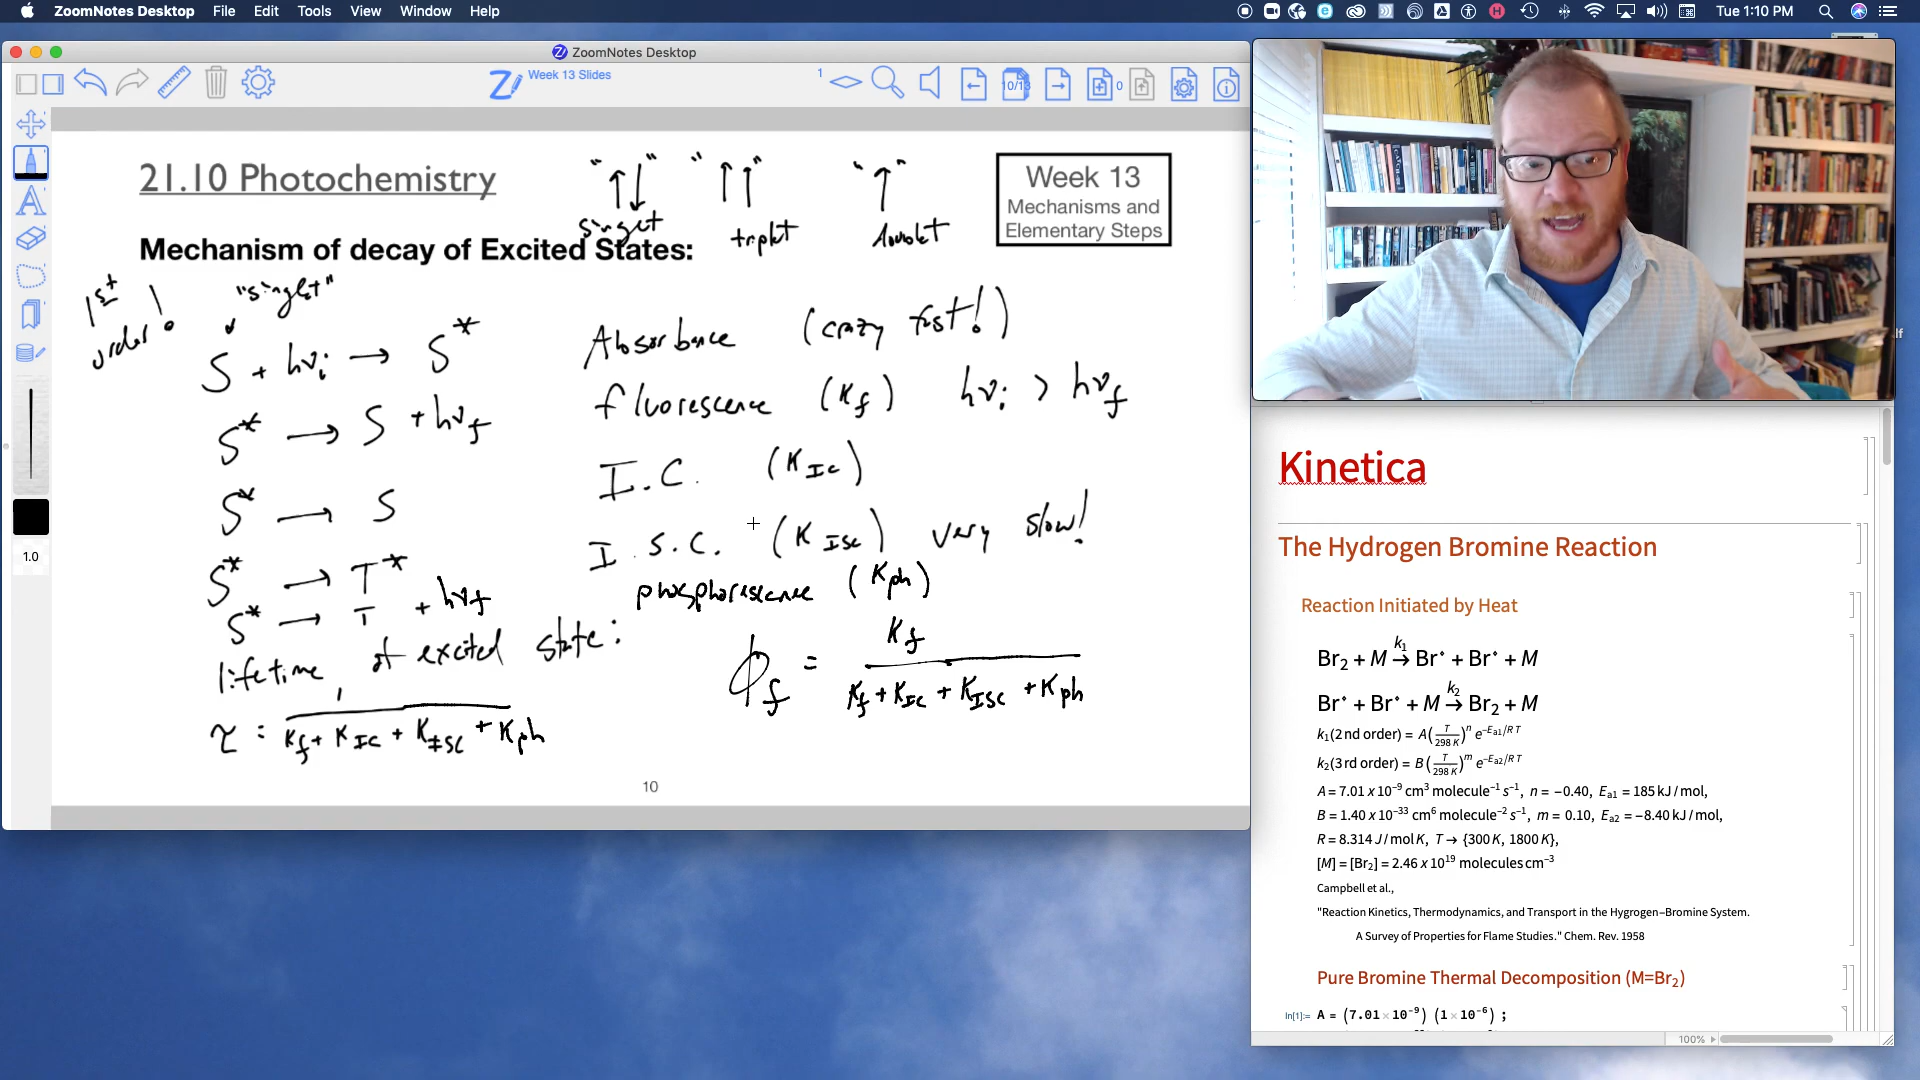 ZoomNotes Desktop File Edit Tools View Window Help
Tue 1:10 PM
ZoomNotes Desktop
Week 13 Slides
1
10/13
0
21.10 Photochemistry
"↑↓" "↑↑" "↑"
singlet triplet doublet
Week 13
Mechanisms and
Elementary Steps
Mechanism of decay of Excited States:
1st order!
"singlet"
S + hνi → S* Absorbance (crazy fast!)
S* → S + hνf fluorescence (Kf) hνi > hνf
S* → S I.C. (KIC)
S* → T* I.S.C. (KISC) very slow!
S* → T + hνf phosphorescence (Kph)
lifetime of excited state:
τ = 1 / (Kf + KIC + KISC + Kph)
ϕf = Kf / (Kf + KIC + KISC + Kph)
10
1.0
Kinetica
The Hydrogen Bromine Reaction
Reaction Initiated by Heat
Br₂ + M →k₁ Br• + Br• + M
Br• + Br• + M →k₂ Br₂ + M
k₁(2nd order) = A(T/298 K)ⁿ e^(−Ea1/R T)
k₂(3rd order) = B(T/298 K)ᵐ e^(−Ea2/R T)
A = 7.01 x 10⁻⁹ cm³ molecule⁻¹ s⁻¹, n = −0.40, Ea1 = 185 kJ/mol,
B = 1.40 x 10⁻³³ cm⁶ molecule⁻² s⁻¹, m = 0.10, Ea2 = −8.40 kJ/mol,
R = 8.314 J/mol K, T → {300 K, 1800 K},
[M] = [Br₂] = 2.46 x 10¹⁹ molecules cm⁻³
Campbell et al.,
"Reaction Kinetics, Thermodynamics, and Transport in the Hygrogen–Bromine System.
A Survey of Properties for Flame Studies." Chem. Rev. 1958
Pure Bromine Thermal Decomposition (M=Br₂)
In[1]:= A = (7.01×10⁻⁹) (1×10⁻⁶) ;
100%